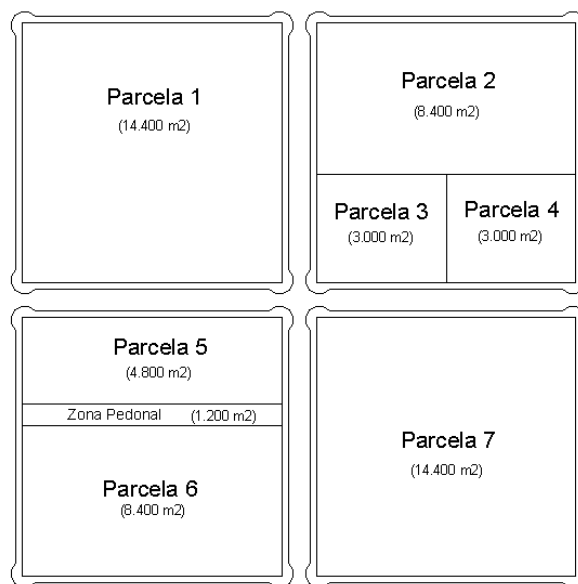 Parcela 1
(14.400 m2)
Parcela 2
(8.400 m2)
Parcela 3
(3.000 m2)
Parcela 4
(3.000 m2)
Parcela 5
(4.800 m2)
Zona Pedonal (1.200 m2)
Parcela 6
(8.400 m2)
Parcela 7
(14.400 m2)